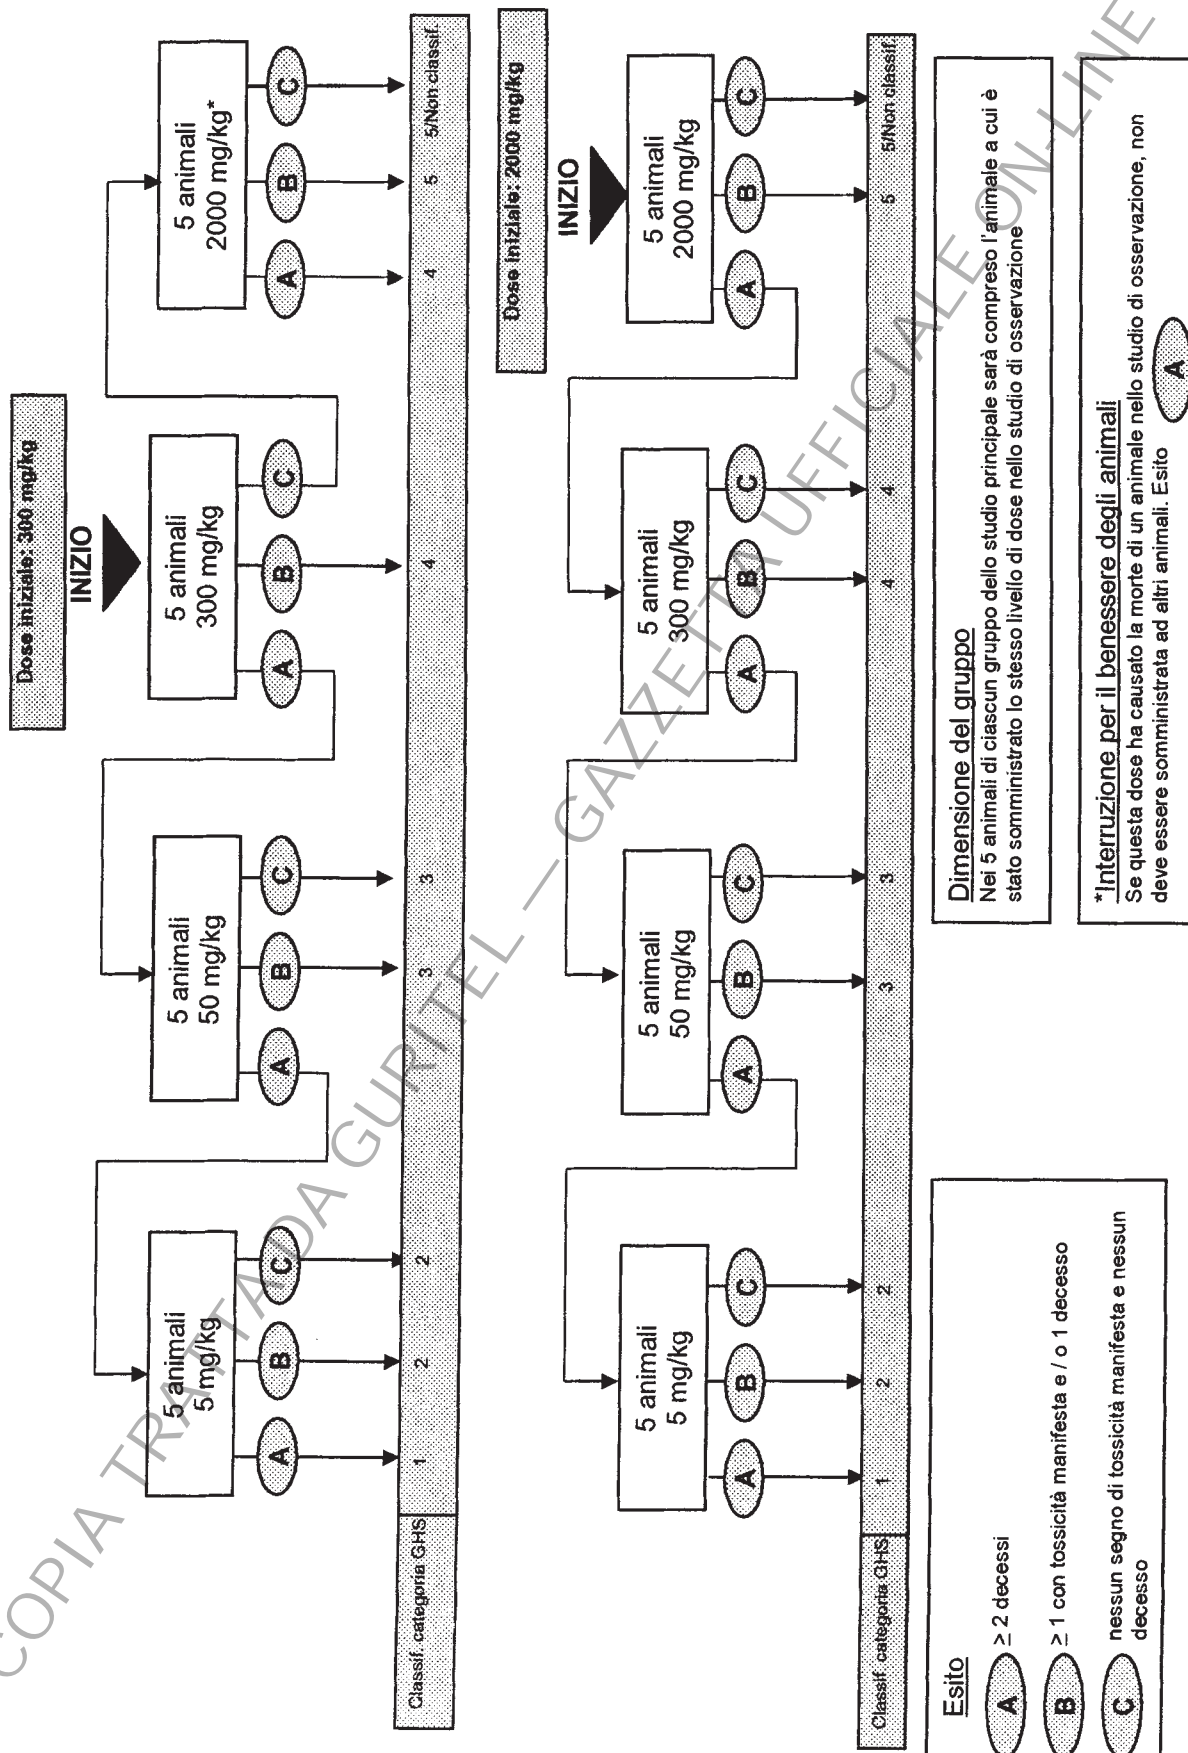 Dose iniziale: 300 mg/kg
INIZIO
5 animali
5 mg/kg
5 animali
50 mg/kg
5 animali
300 mg/kg
5 animali
2000 mg/kg*
A
B
C
A
B
C
A
B
C
A
B
C
Classif. categoria GHS
1
2
2
3
3
4
4
5
5/Non classif.
Dose iniziale: 2000 mg/kg
INIZIO
5 animali
5 mg/kg
5 animali
50 mg/kg
5 animali
300 mg/kg
5 animali
2000 mg/kg
A
B
C
A
B
C
A
B
C
A
B
C
Classif categoria GHS
1
2
2
3
3
4
4
5
5/Non classif.
Esito
A ≥ 2 decessi
B ≥ 1 con tossicità manifesta e / o 1 decesso
C nessun segno di tossicità manifesta e nessun
decesso
Dimensione del gruppo
Nei 5 animali di ciascun gruppo dello studio principale sarà compreso l'animale a cui è
stato somministrato lo stesso livello di dose nello studio di osservazione
*Interruzione per il benessere degli animali
Se questa dose ha causato la morte di un animale nello studio di osservazione, non
deve essere somministrata ad altri animali. Esito A
COPIA TRATTA DA GURITEL — GAZZETTA UFFICIALE ON-LINE